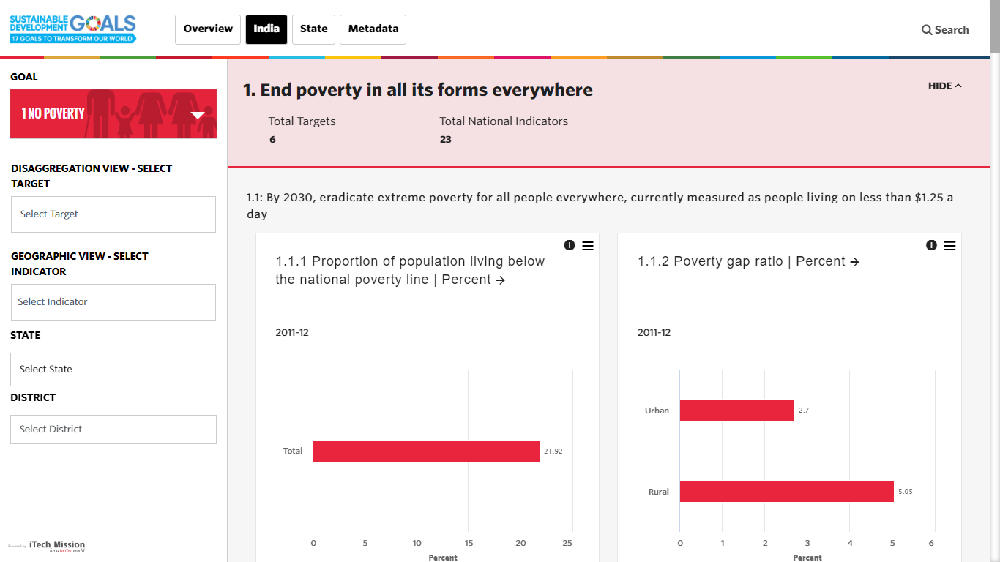 SUSTAINABLE DEVELOPMENT GOALS
17 GOALS TO TRANSFORM OUR WORLD
Overview
India
State
Metadata
Search
GOAL
1 NO POVERTY
DISAGGREGATION VIEW - SELECT
TARGET
Select Target
GEOGRAPHIC VIEW - SELECT
INDICATOR
Select Indicator
STATE
Select State
DISTRICT
Select District
Powered by iTech Mission
for a better world
1. End poverty in all its forms everywhere
HIDE
Total Targets
6
Total National Indicators
23
1.1: By 2030, eradicate extreme poverty for all people everywhere, currently measured as people living on less than $1.25 a
day
1.1.1 Proportion of population living below
the national poverty line | Percent →
2011-12
Total
21.92
0 5 10 15 20 25
Percent
1.1.2 Poverty gap ratio | Percent →
2011-12
Urban
2.7
Rural
5.05
0 1 2 3 4 5 6
Percent